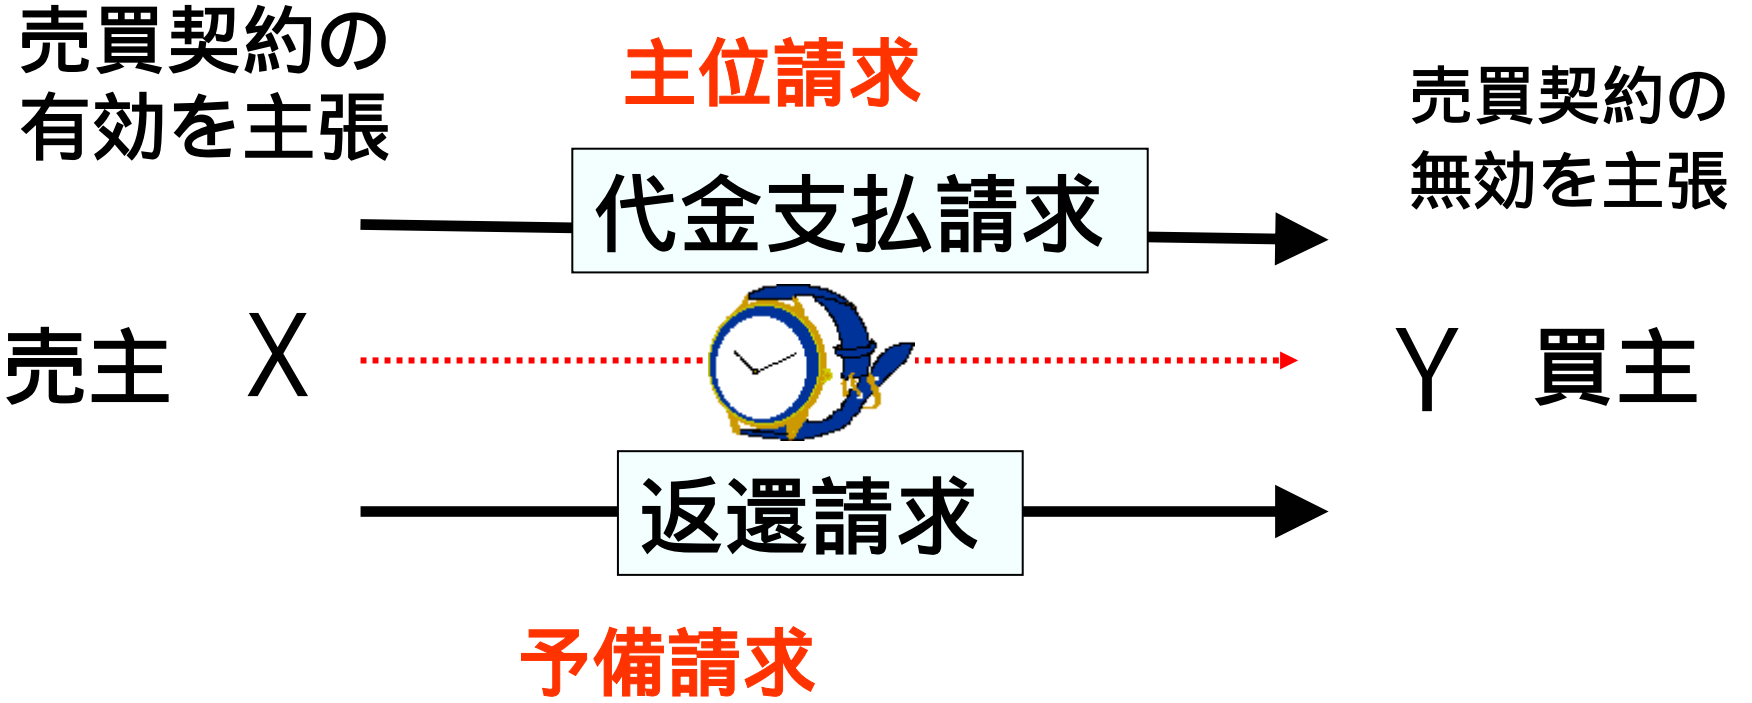 売買契約の
有効を主張
主位請求
売買契約の
無効を主張
代金支払請求
売主 X
Y 買主
返還請求
予備請求